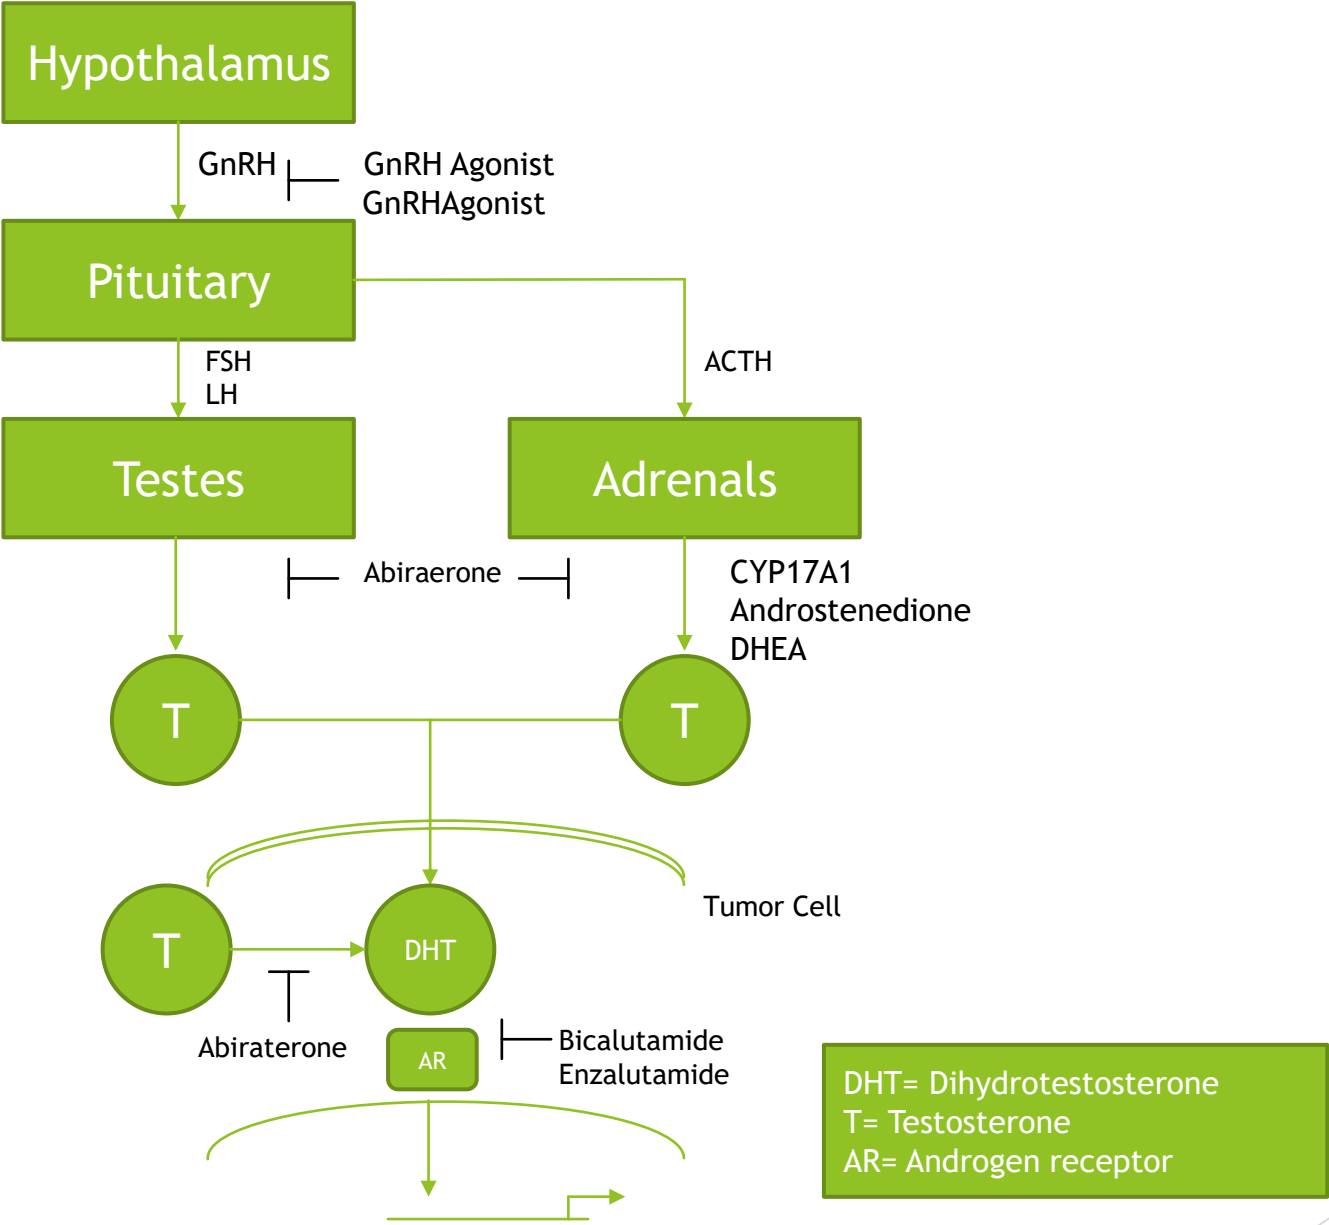 Hypothalamus
GnRH
GnRH Agonist
GnRHAgonist
Pituitary
FSH
LH
ACTH
Testes
Adrenals
Abiraerone
CYP17A1
Androstenedione
DHEA
T
T
Tumor Cell
T
DHT
Abiraterone
AR
Bicalutamide
Enzalutamide
DHT= Dihydrotestosterone
T= Testosterone
AR= Androgen receptor